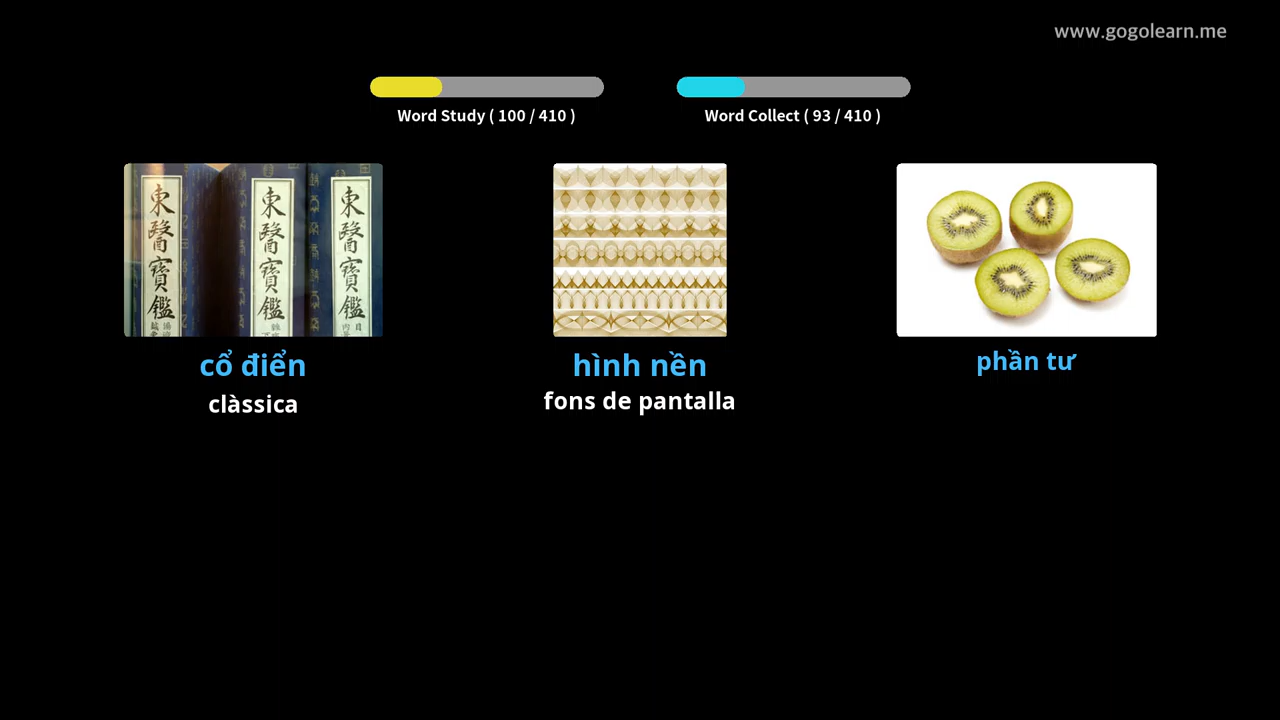 www.gogolearn.me
Word Study ( 100 / 410 )
Word Collect ( 93 / 410 )
東醫寶鑑
東醫寶鑑
東醫寶鑑
cổ điển
clàssica
hình nền
fons de pantalla
phần tư